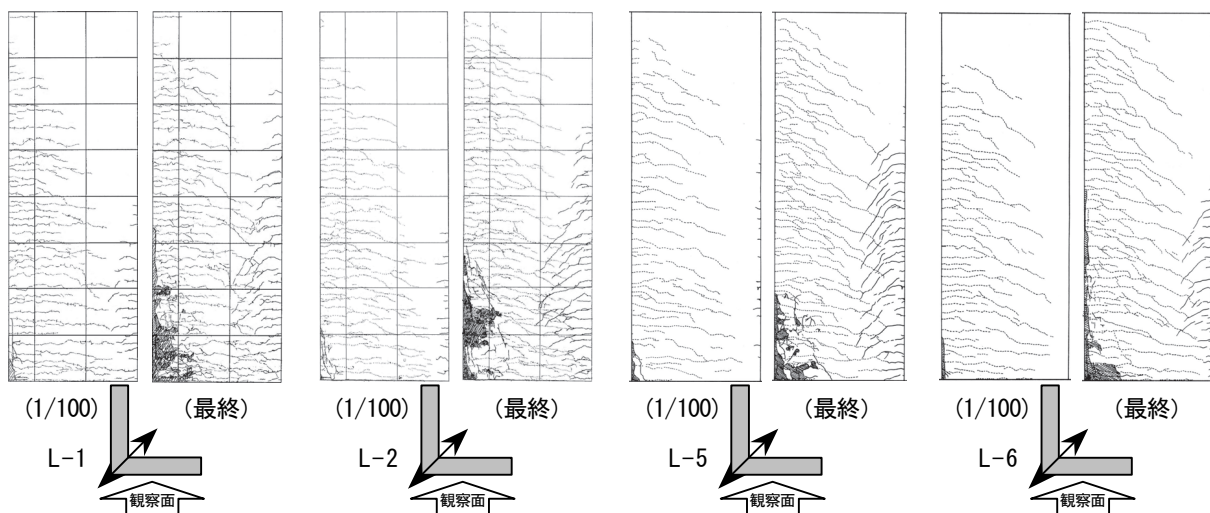 (1/100) (最終) (1/100) (最終) (1/100) (最終) (1/100) (最終)
L-1 L-2 L-5 L-6
観察面 観察面 観察面 観察面